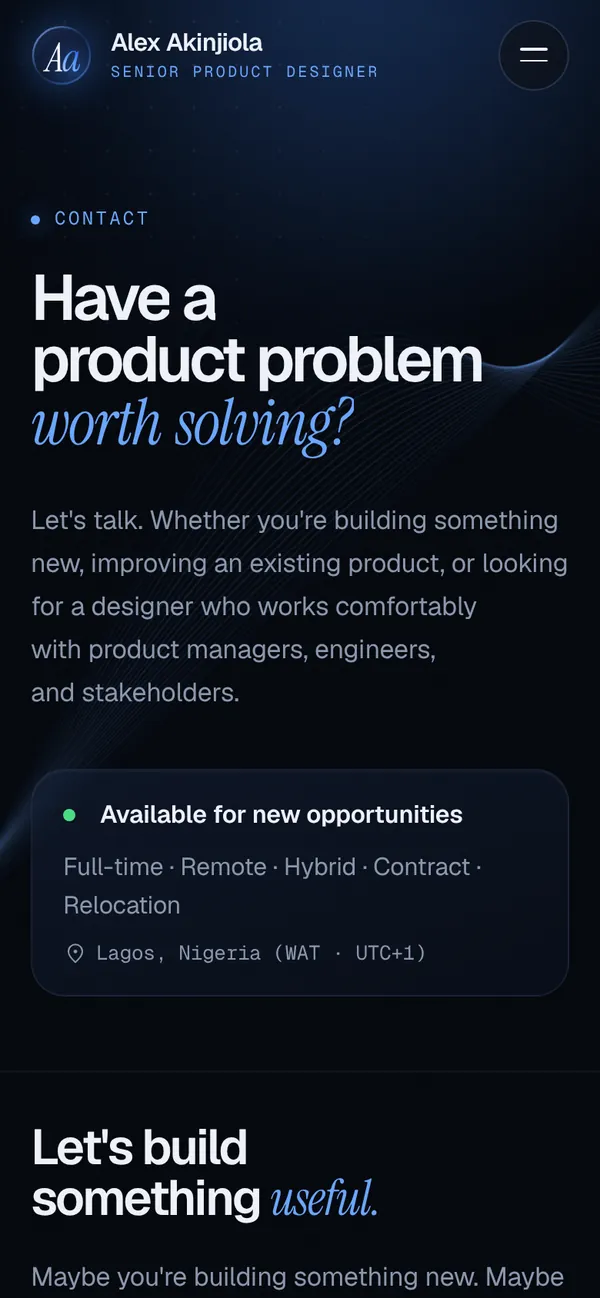 Aa
Alex Akinjiola
SENIOR PRODUCT DESIGNER
CONTACT
Have a
product problem
worth solving?
Let's talk. Whether you're building something
new, improving an existing product, or looking
for a designer who works comfortably
with product managers, engineers,
and stakeholders.
Available for new opportunities
Full-time · Remote · Hybrid · Contract ·
Relocation
Lagos, Nigeria (WAT · UTC+1)
Let's build
something useful.
Maybe you're building something new. Maybe